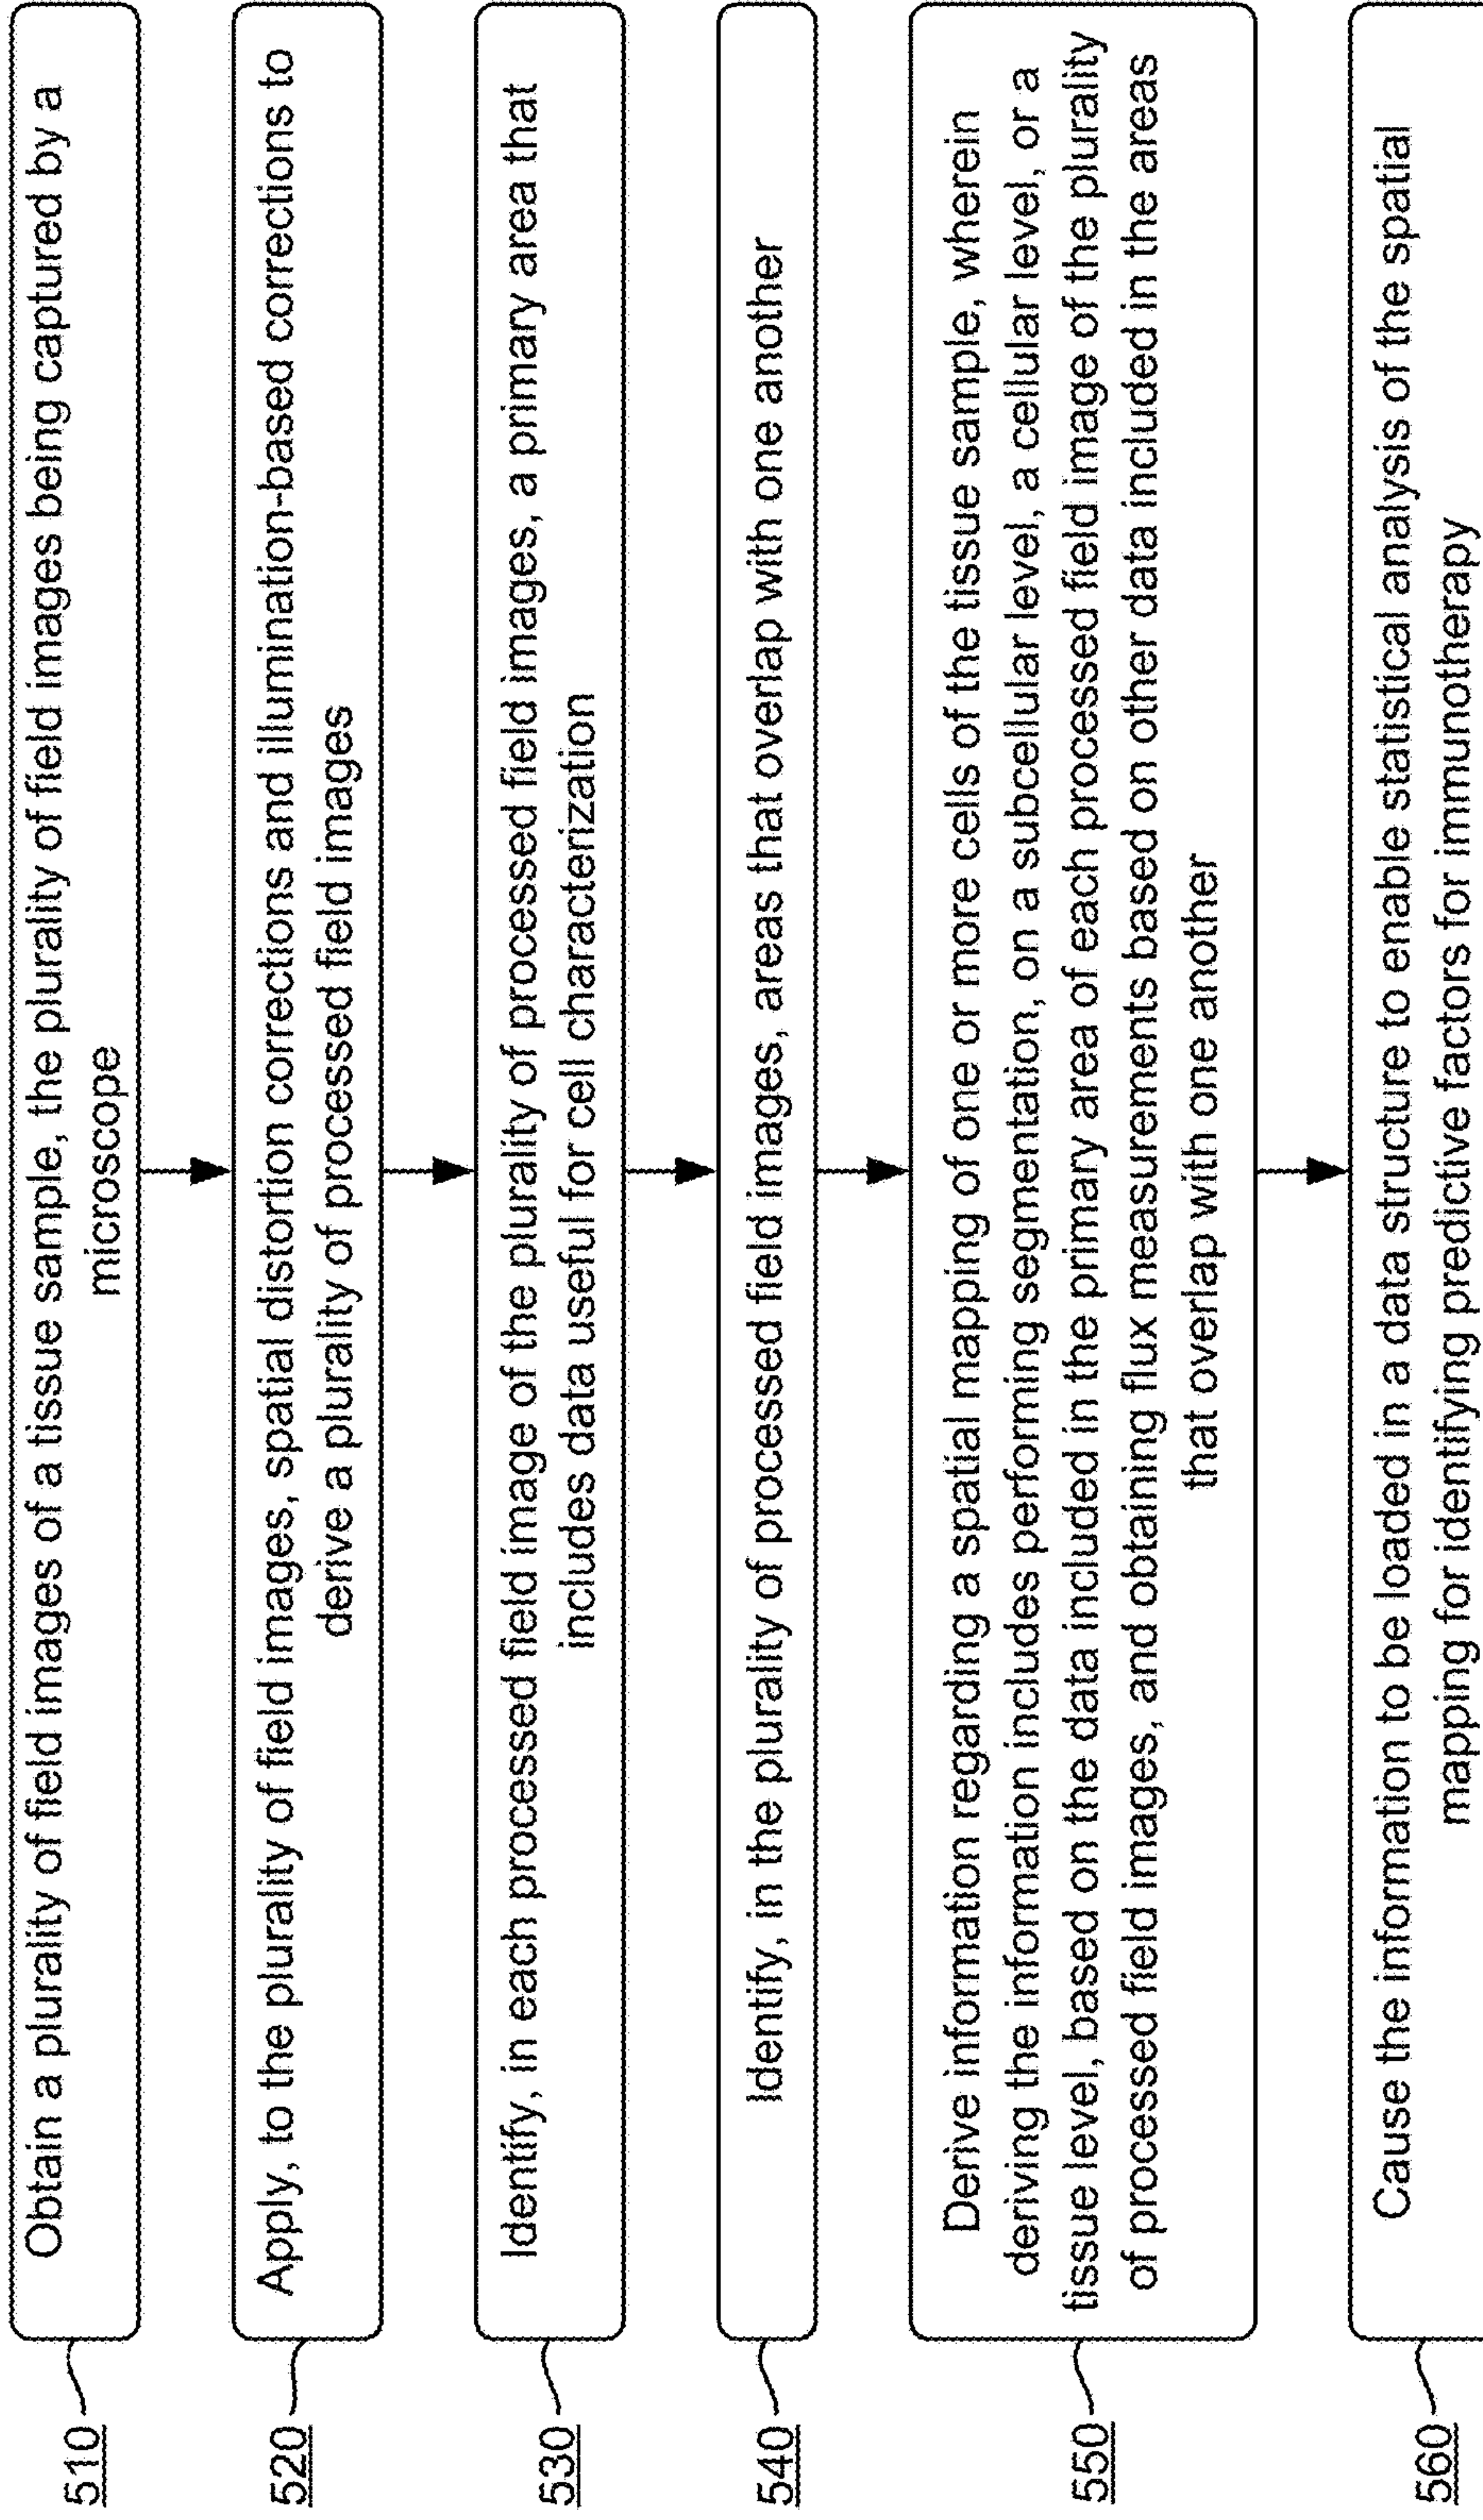 510
Obtain a plurality of field images of a tissue sample, the plurality of field images being captured by a
microscope
520
Apply, to the plurality of field images, spatial distortion corrections and illumination-based corrections to
derive a plurality of processed field images
530
Identify, in each processed field image of the plurality of processed field images, a primary area that
includes data useful for cell characterization
540
Identify, in the plurality of processed field images, areas that overlap with one another
550
Derive information regarding a spatial mapping of one or more cells of the tissue sample, wherein
deriving the information includes performing segmentation, on a subcellular level, a cellular level, or a
tissue level, based on the data included in the primary area of each processed field image of the plurality
of processed field images, and obtaining flux measurements based on other data included in the areas
that overlap with one another
560
Cause the information to be loaded in a data structure to enable statistical analysis of the spatial
mapping for identifying predictive factors for immunotherapy